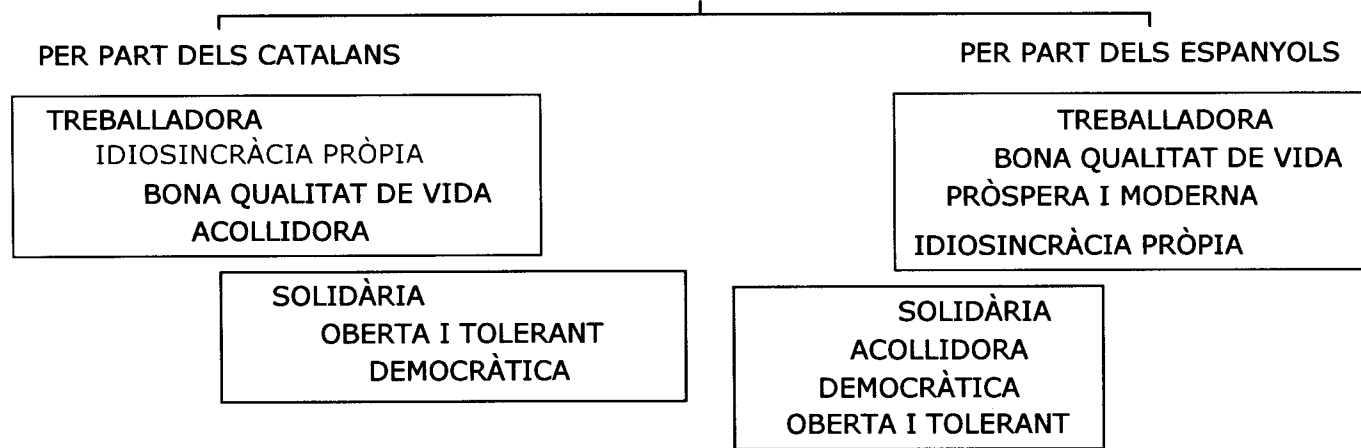 PER PART DELS CATALANS
TREBALLADORA
IDIOSINCRÀCIA PRÒPIA
BONA QUALITAT DE VIDA
ACOLLIDORA
SOLIDÀRIA
OBERTA I TOLERANT
DEMOCRÀTICA
PER PART DELS ESPANYOLS
TREBALLADORA
BONA QUALITAT DE VIDA
PRÒSPERA I MODERNA
IDIOSINCRÀCIA PRÒPIA
SOLIDÀRIA
ACOLLIDORA
DEMOCRÀTICA
OBERTA I TOLERANT